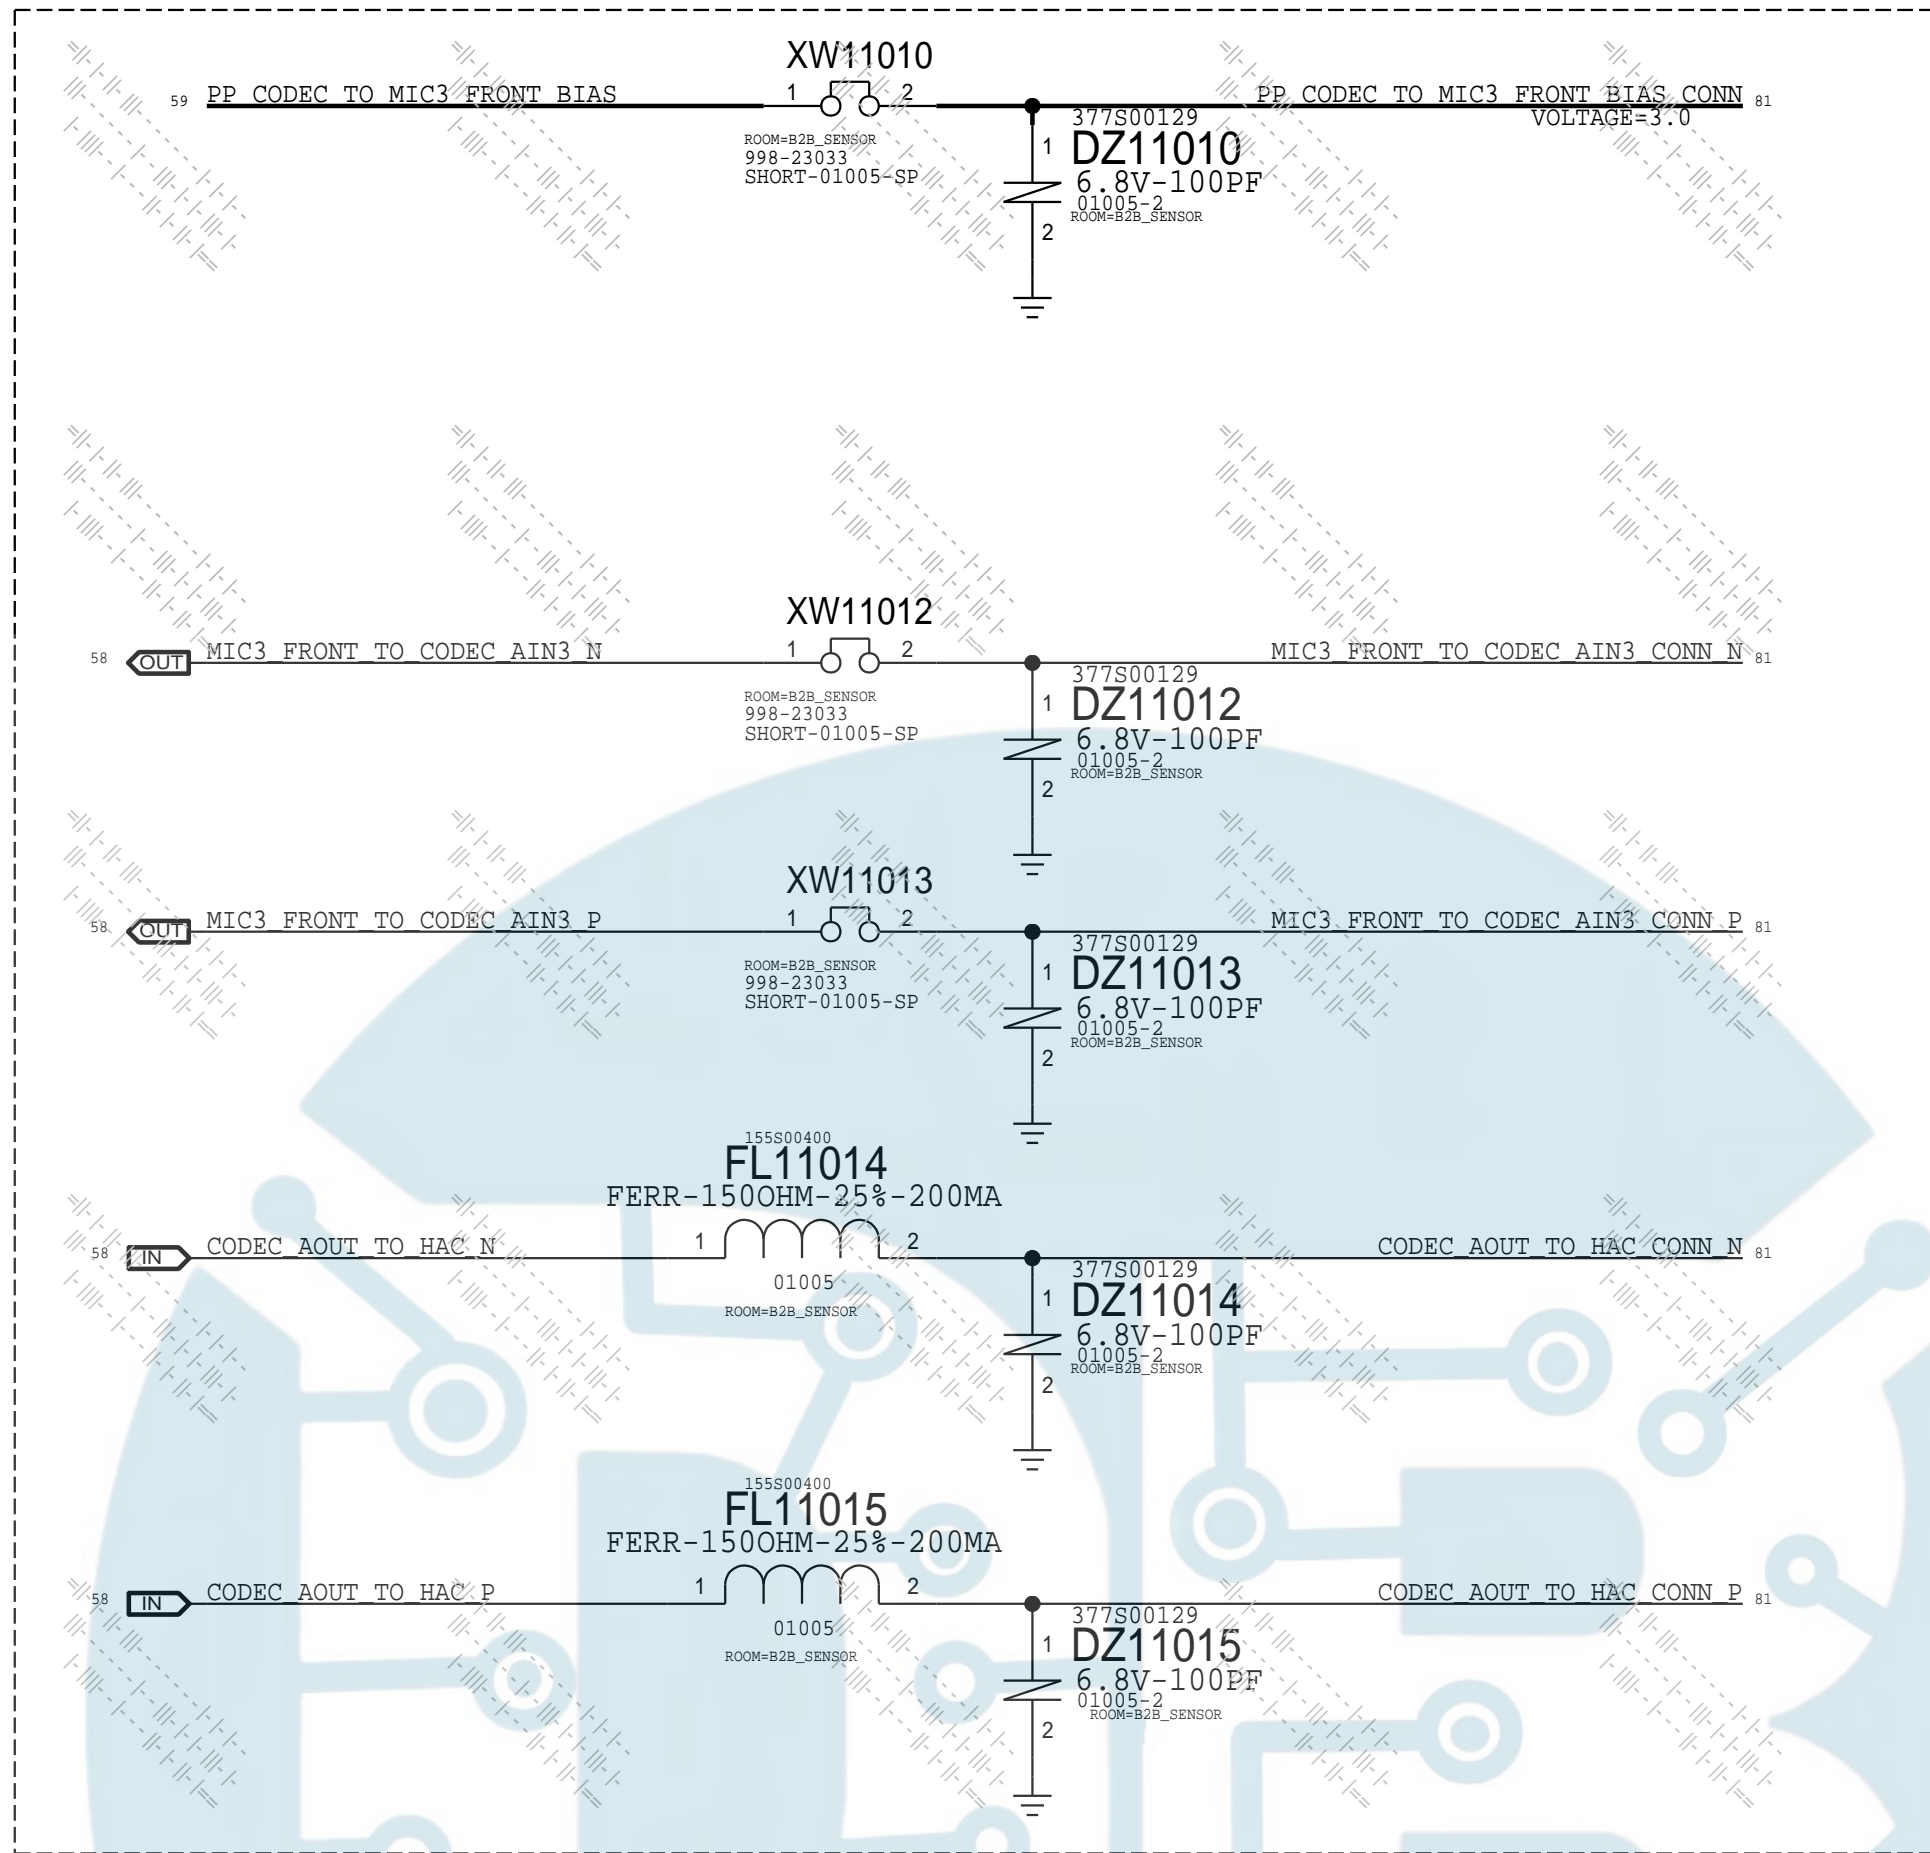 XW11010
59 PP_CODEC_TO_MIC3_FRONT_BIAS 1 2 PP_CODEC_TO_MIC3_FRONT_BIAS_CONN 81
VOLTAGE=3.0
ROOM=B2B_SENSOR
998-23033
SHORT-01005-SP
377S00129
1 DZ11010
6.8V-100PF
01005-2
ROOM=B2B_SENSOR
2
XW11012
58 OUT MIC3_FRONT_TO_CODEC_AIN3_N 1 2 MIC3_FRONT_TO_CODEC_AIN3_CONN_N 81
ROOM=B2B_SENSOR
998-23033
SHORT-01005-SP
377S00129
1 DZ11012
6.8V-100PF
01005-2
ROOM=B2B_SENSOR
2
XW11013
58 OUT MIC3_FRONT_TO_CODEC_AIN3_P 1 2 MIC3_FRONT_TO_CODEC_AIN3_CONN_P 81
ROOM=B2B_SENSOR
998-23033
SHORT-01005-SP
377S00129
1 DZ11013
6.8V-100PF
01005-2
ROOM=B2B_SENSOR
2
155S00400
FL11014
FERR-150OHM-25%-200MA
58 IN CODEC_AOUT_TO_HAC_N 1 2 CODEC_AOUT_TO_HAC_CONN_N 81
01005
ROOM=B2B_SENSOR
377S00129
1 DZ11014
6.8V-100PF
01005-2
ROOM=B2B_SENSOR
2
155S00400
FL11015
FERR-150OHM-25%-200MA
58 IN CODEC_AOUT_TO_HAC_P 1 2 CODEC_AOUT_TO_HAC_CONN_P 81
01005
ROOM=B2B_SENSOR
377S00129
1 DZ11015
6.8V-100PF
01005-2
ROOM=B2B_SENSOR
2